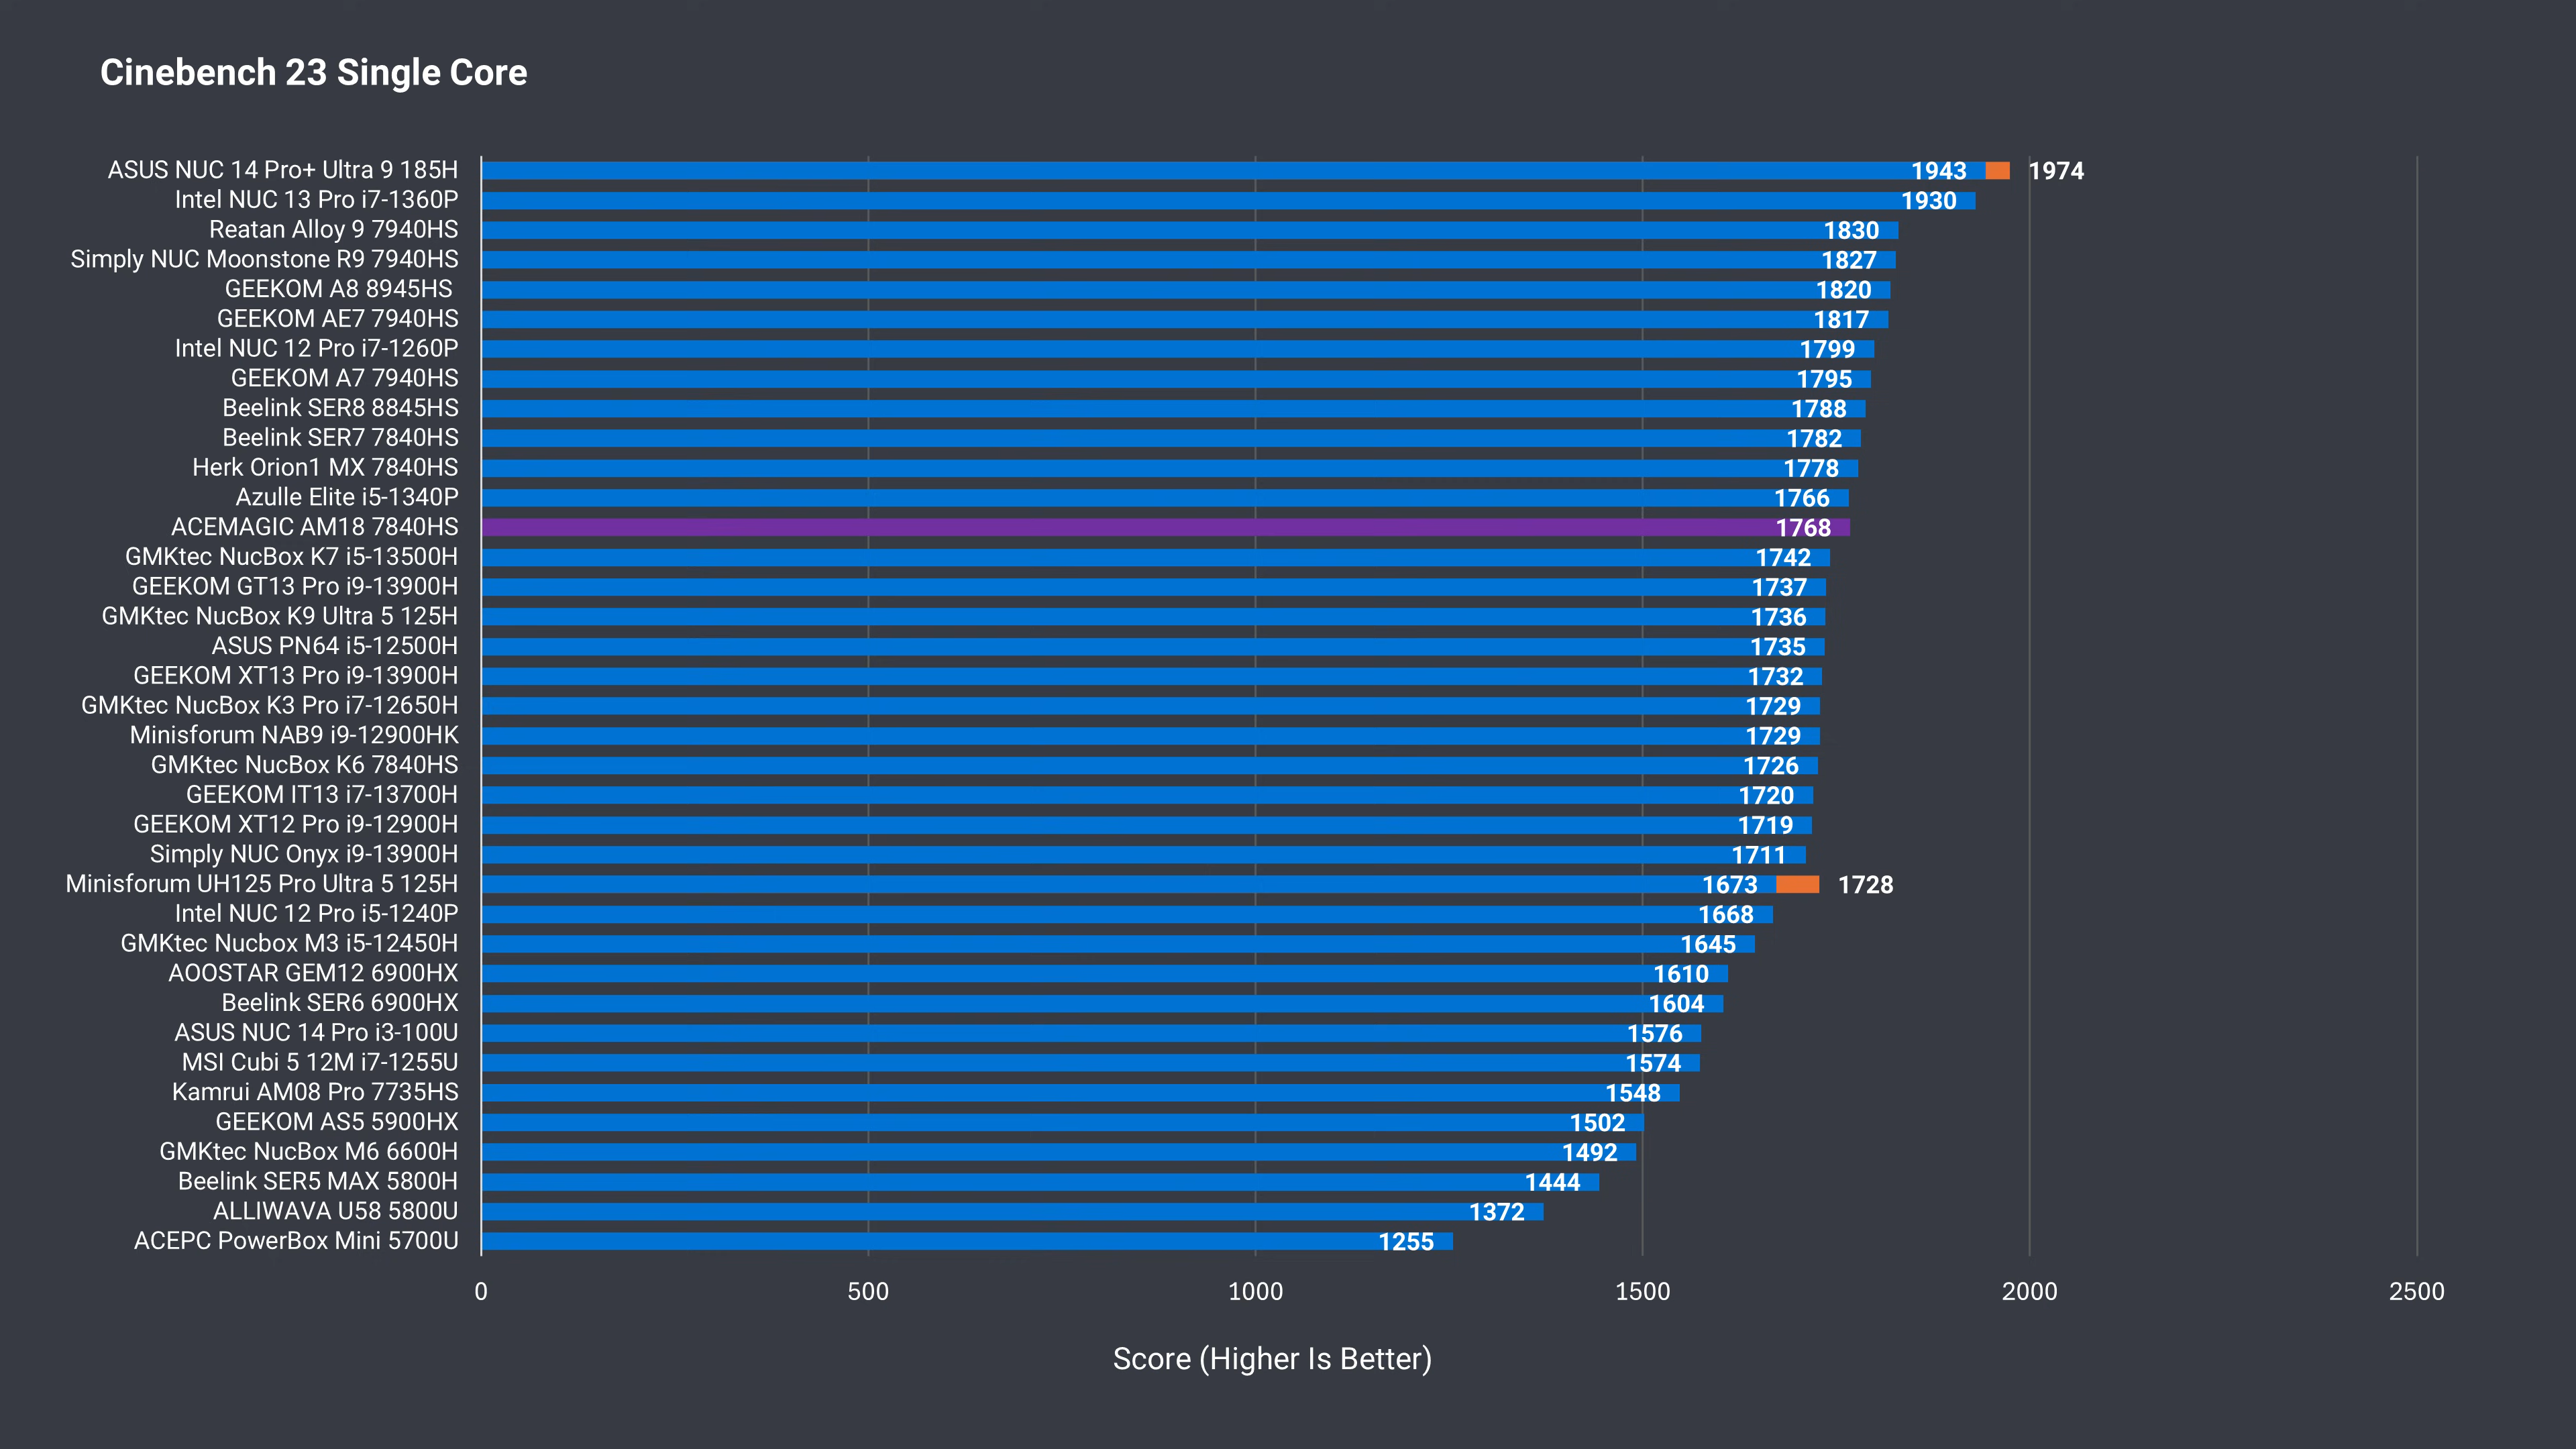 Cinebench 23 Single Core
ASUS NUC 14 Pro+ Ultra 9 185H 1943 1974
Intel NUC 13 Pro i7-1360P 1930
Reatan Alloy 9 7940HS 1830
Simply NUC Moonstone R9 7940HS 1827
GEEKOM A8 8945HS 1820
GEEKOM AE7 7940HS 1817
Intel NUC 12 Pro i7-1260P 1799
GEEKOM A7 7940HS 1795
Beelink SER8 8845HS 1788
Beelink SER7 7840HS 1782
Herk Orion1 MX 7840HS 1778
Azulle Elite i5-1340P 1766
ACEMAGIC AM18 7840HS 1768
GMKtec NucBox K7 i5-13500H 1742
GEEKOM GT13 Pro i9-13900H 1737
GMKtec NucBox K9 Ultra 5 125H 1736
ASUS PN64 i5-12500H 1735
GEEKOM XT13 Pro i9-13900H 1732
GMKtec NucBox K3 Pro i7-12650H 1729
Minisforum NAB9 i9-12900HK 1729
GMKtec NucBox K6 7840HS 1726
GEEKOM IT13 i7-13700H 1720
GEEKOM XT12 Pro i9-12900H 1719
Simply NUC Onyx i9-13900H 1711
Minisforum UH125 Pro Ultra 5 125H 1673 1728
Intel NUC 12 Pro i5-1240P 1668
GMKtec Nucbox M3 i5-12450H 1645
AOOSTAR GEM12 6900HX 1610
Beelink SER6 6900HX 1604
ASUS NUC 14 Pro i3-100U 1576
MSI Cubi 5 12M i7-1255U 1574
Kamrui AM08 Pro 7735HS 1548
GEEKOM AS5 5900HX 1502
GMKtec NucBox M6 6600H 1492
Beelink SER5 MAX 5800H 1444
ALLIWAVA U58 5800U 1372
ACEPC PowerBox Mini 5700U 1255
0 500 1000 1500 2000 2500
Score (Higher Is Better)